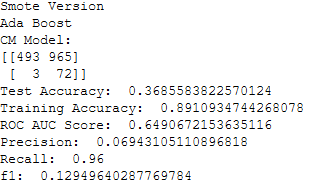 Smote Version
Ada Boost
CM Model:
[[493 965]
 [  3  72]]
Test Accuracy:  0.3685583822570124
Training Accuracy:  0.8910934744268078
ROC AUC Score:  0.6490672153635116
Precision:  0.06943105110896818
Recall:  0.96
f1:  0.12949640287769784